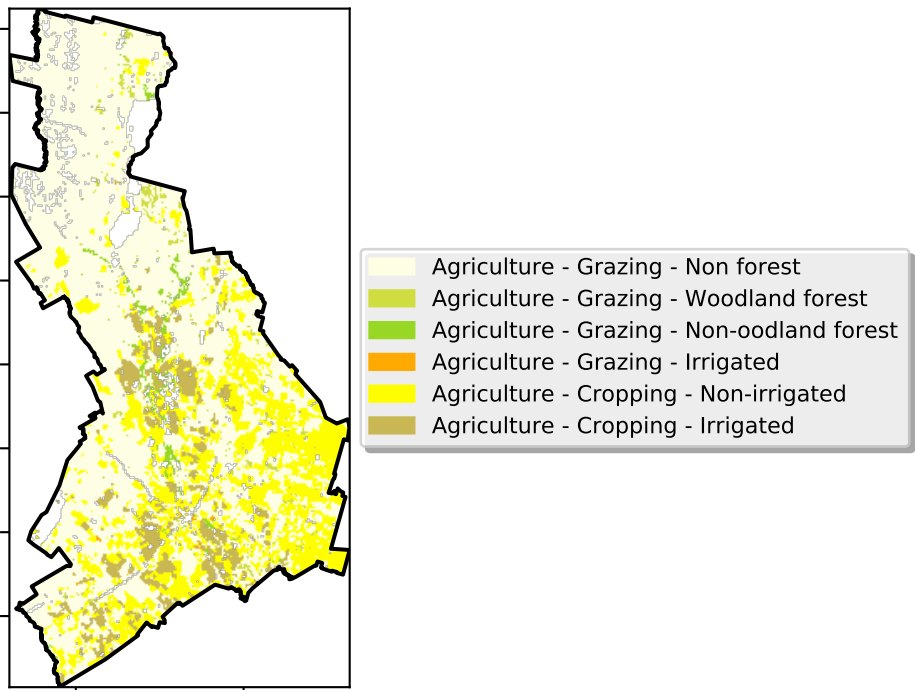 Agriculture - Grazing - Non forest
Agriculture - Grazing - Woodland forest
Agriculture - Grazing - Non-oodland forest
Agriculture - Grazing - Irrigated
Agriculture - Cropping - Non-irrigated
Agriculture - Cropping - Irrigated